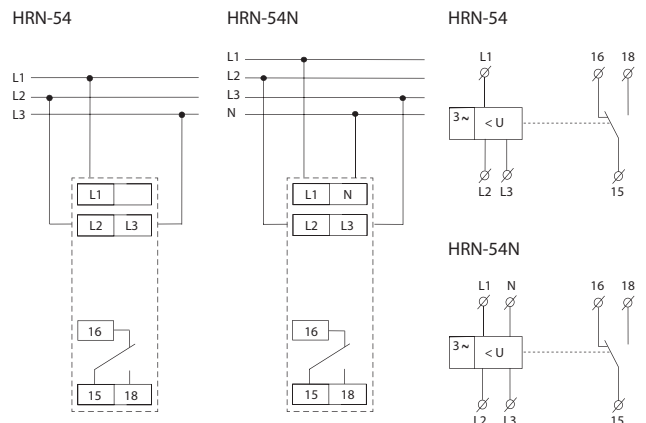 HRN-54
L1
L2
L3
L1
L2 L3
16
15 18
HRN-54N
L1
L2
L3
N
L1 N
L2 L3
16
15 18
HRN-54
L1 16 18
3~ < U
L2 L3 15
HRN-54N
L1 N 16 18
3~ < U
L2 L3 15